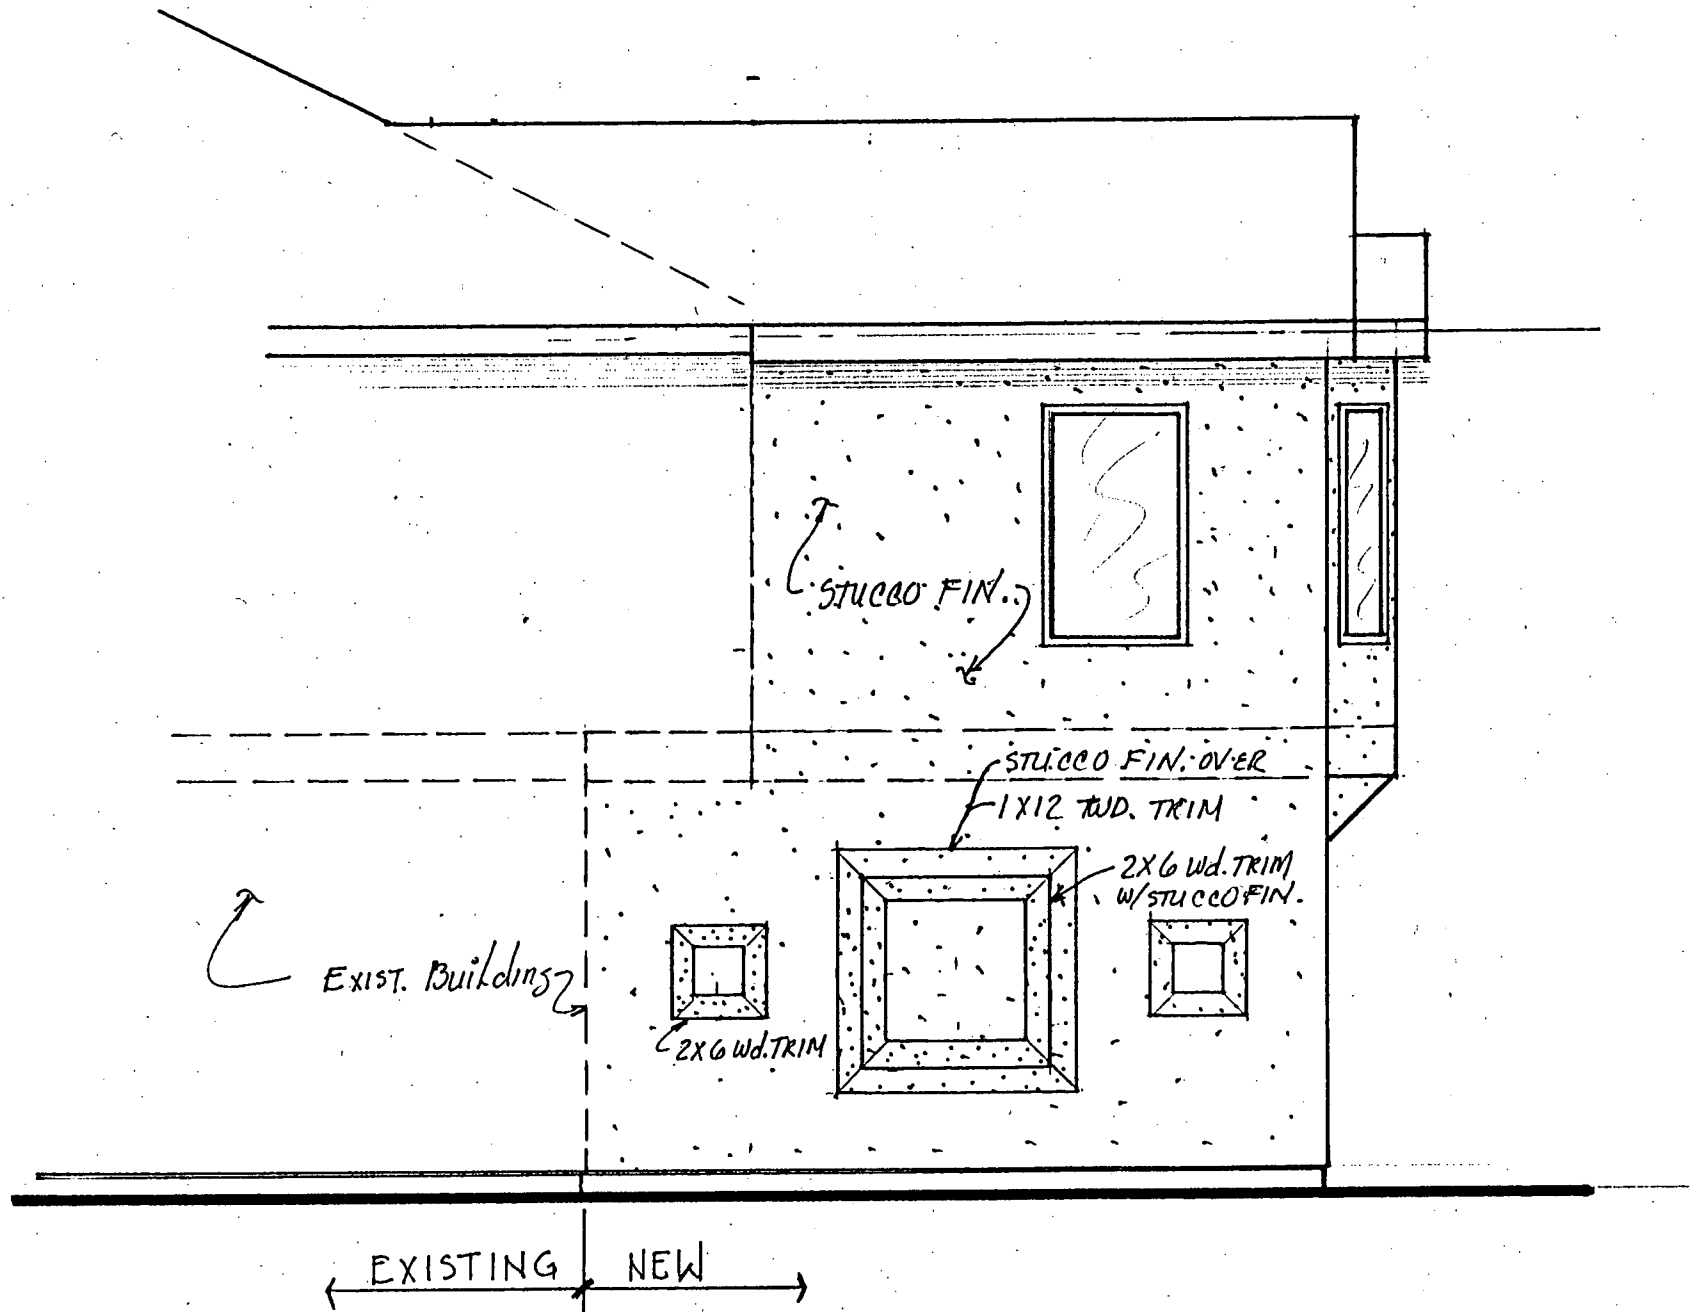 STUCCO FIN.
STUCCO FIN. OVER
1X12 WD. TRIM
2X6 Wd. TRIM
W/STUCCO FIN.
EXIST. Building
2X6 Wd. TRIM
EXISTING
NEW